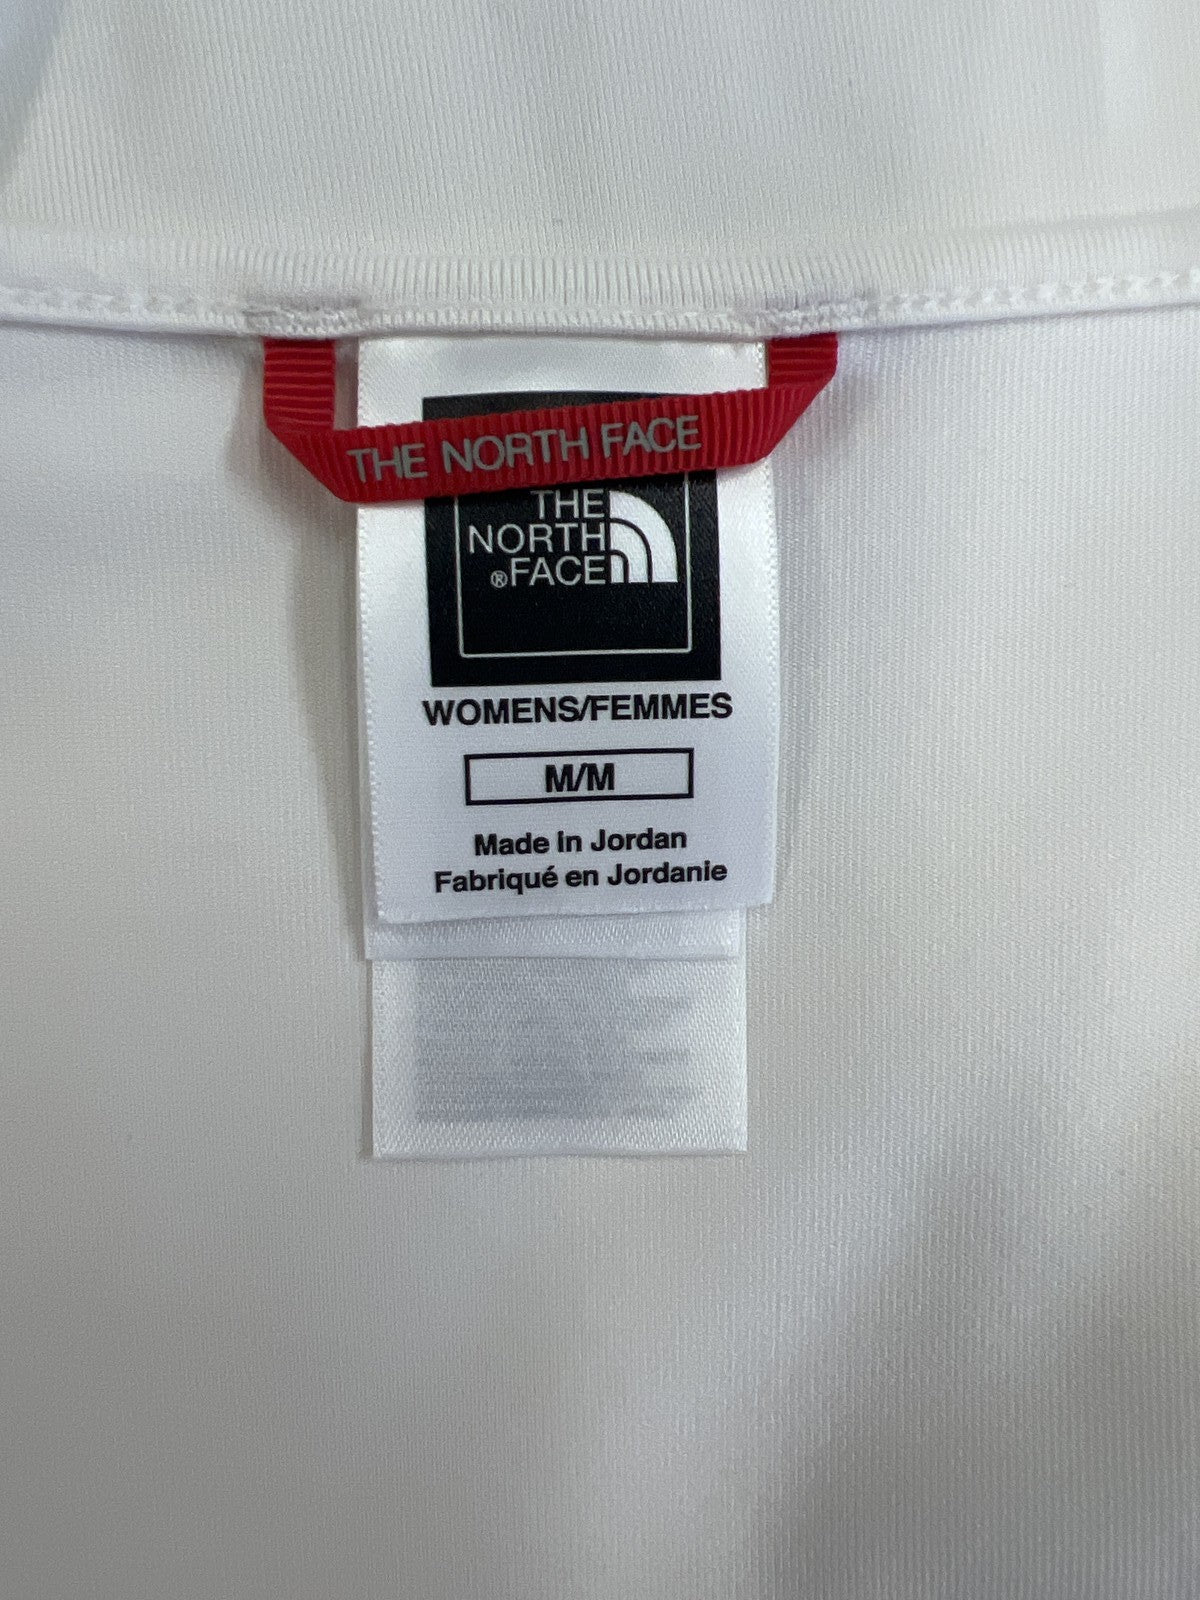 THE NORTH FACE
THE
NORTH
®FACE
WOMENS/FEMMES
M/M
Made in Jordan
Fabriqué en Jordanie